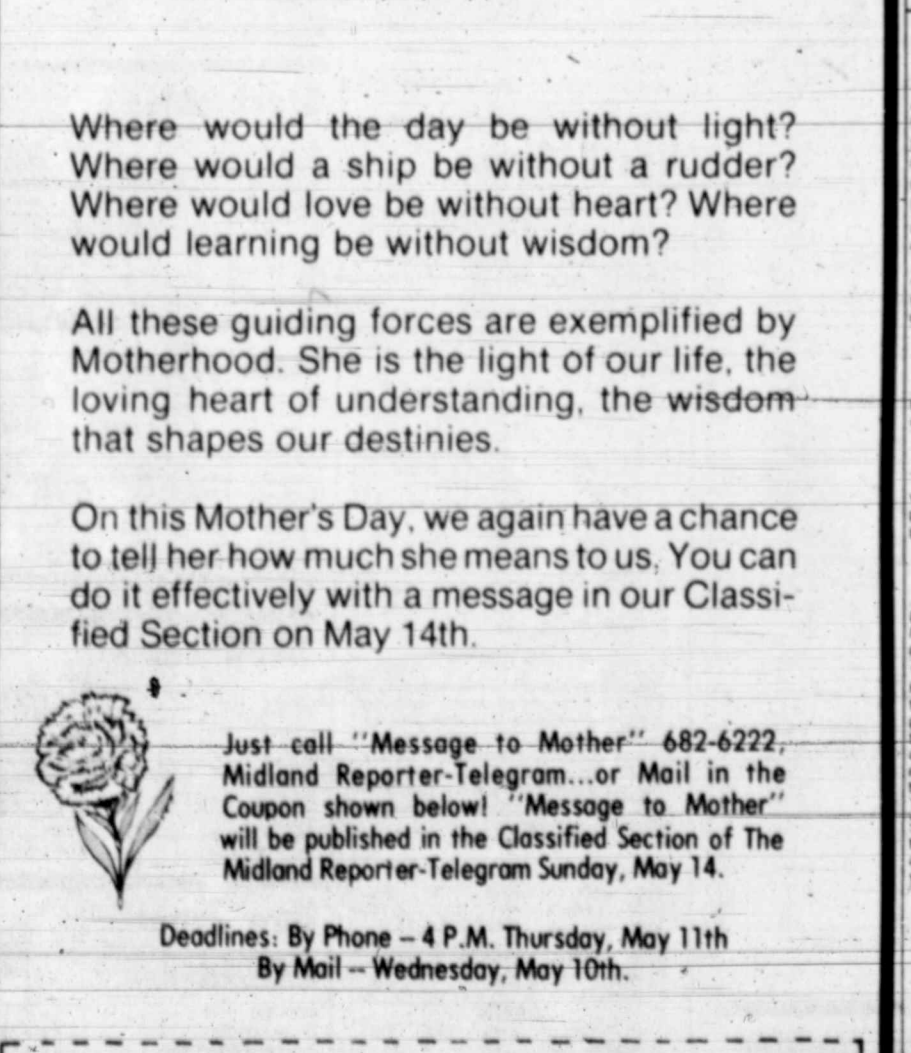 Where would the day be without light?
Where would a ship be without a rudder?
Where would love be without heart? Where
would learning be without wisdom?
All these guiding forces are exemplified by
Motherhood. She is the light of our life, the
loving heart of understanding, the wisdom
that shapes our destinies.
On this Mother's Day, we again have a chance
to tell her how much she means to us. You can
do it effectively with a message in our Classi-
fied Section on May 14th.
Just call "Message to Mother" 682-6222,
Midland Reporter-Telegram...or Mail in the
Coupon shown below! "Message to Mother"
will be published in the Classified Section of The
Midland Reporter-Telegram Sunday, May 14.
Deadlines: By Phone – 4 P.M. Thursday, May 11th
By Mail -- Wednesday, May 10th.